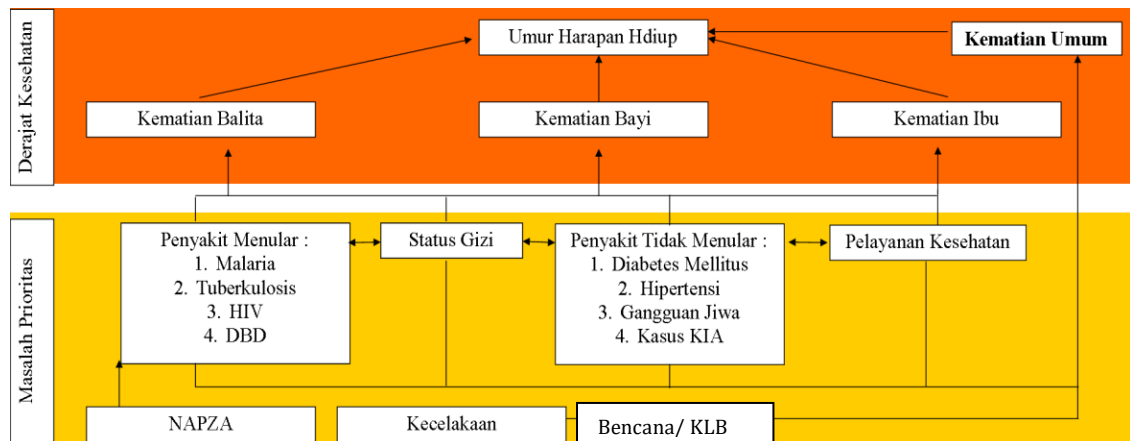 Derajat Kesehatan
Umur Harapan Hdiup
Kematian Umum
Kematian Balita
Kematian Bayi
Kematian Ibu
Masalah Prioritas
Penyakit Menular :
1. Malaria
2. Tuberkulosis
3. HIV
4. DBD
Status Gizi
Penyakit Tidak Menular :
1. Diabetes Mellitus
2. Hipertensi
3. Gangguan Jiwa
4. Kasus KIA
Pelayanan Kesehatan
NAPZA
Kecelakaan
Bencana/ KLB